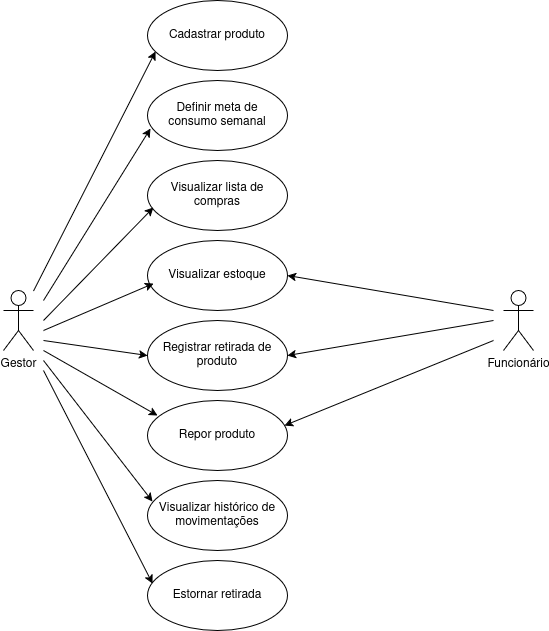 Cadastrar produto
Definir meta de
consumo semanal
Visualizar lista de
compras
Visualizar estoque
Registrar retirada de
produto
Gestor
Funcionário
Repor produto
Visualizar histórico de
movimentações
Estornar retirada